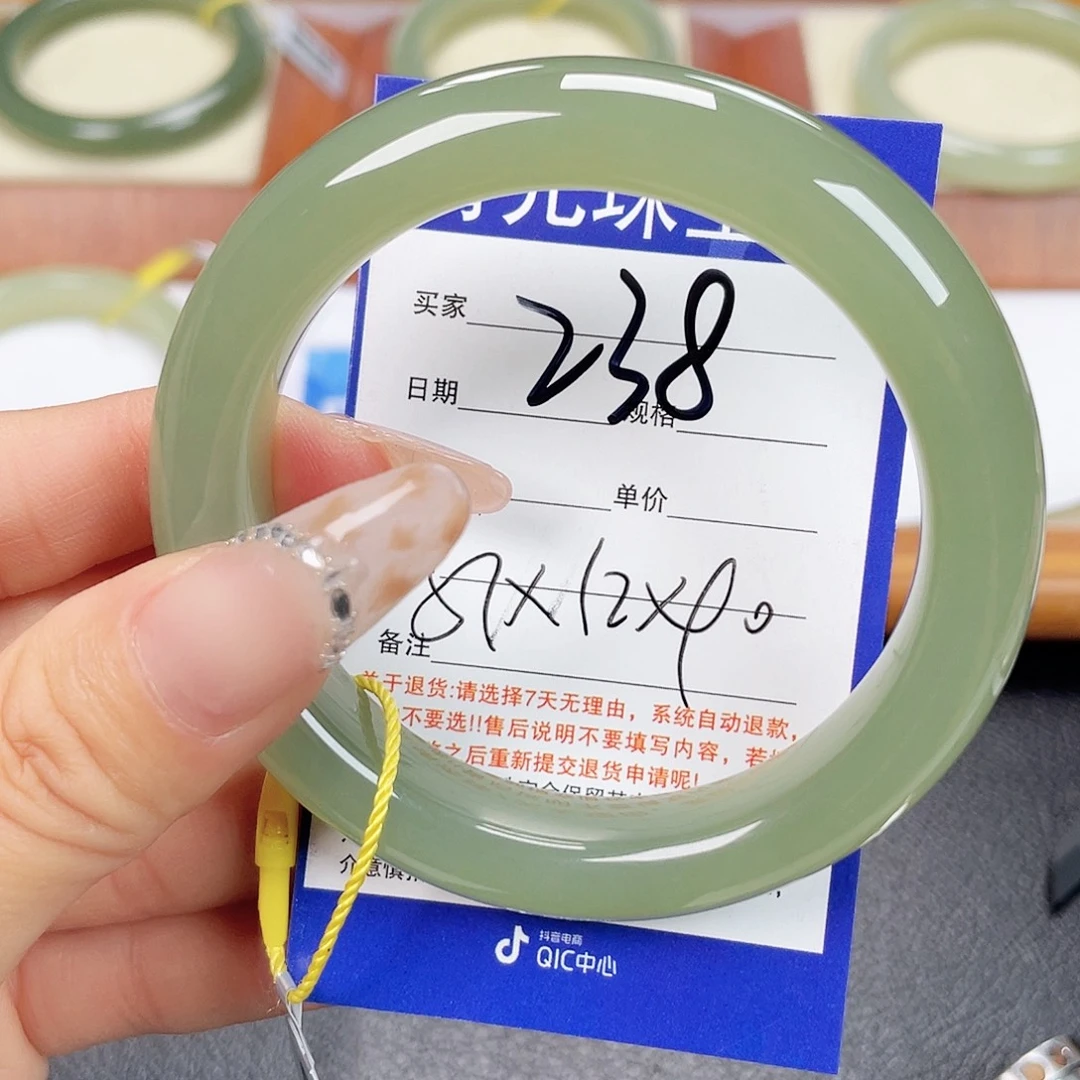 元珠宝
买家 238
日期 规格
单价
备注
关于退货:请选择7天无理由，系统自动退款，
不要选!!售后说明不要填写内容，若
之后重新提交退货申请呢!
抖音电商
QIC中心